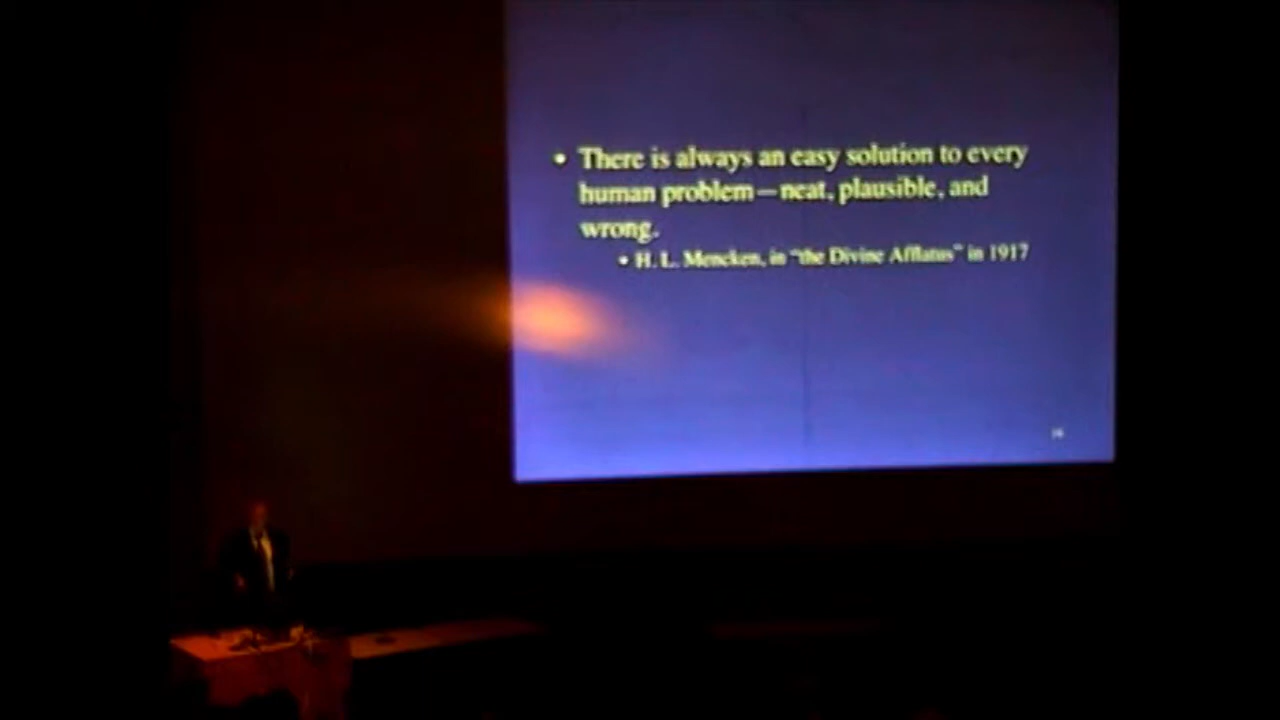 • There is always an easy solution to every
human problem—neat, plausible, and
wrong.
• H. L. Mencken, in "the Divine Afflatus" in 1917